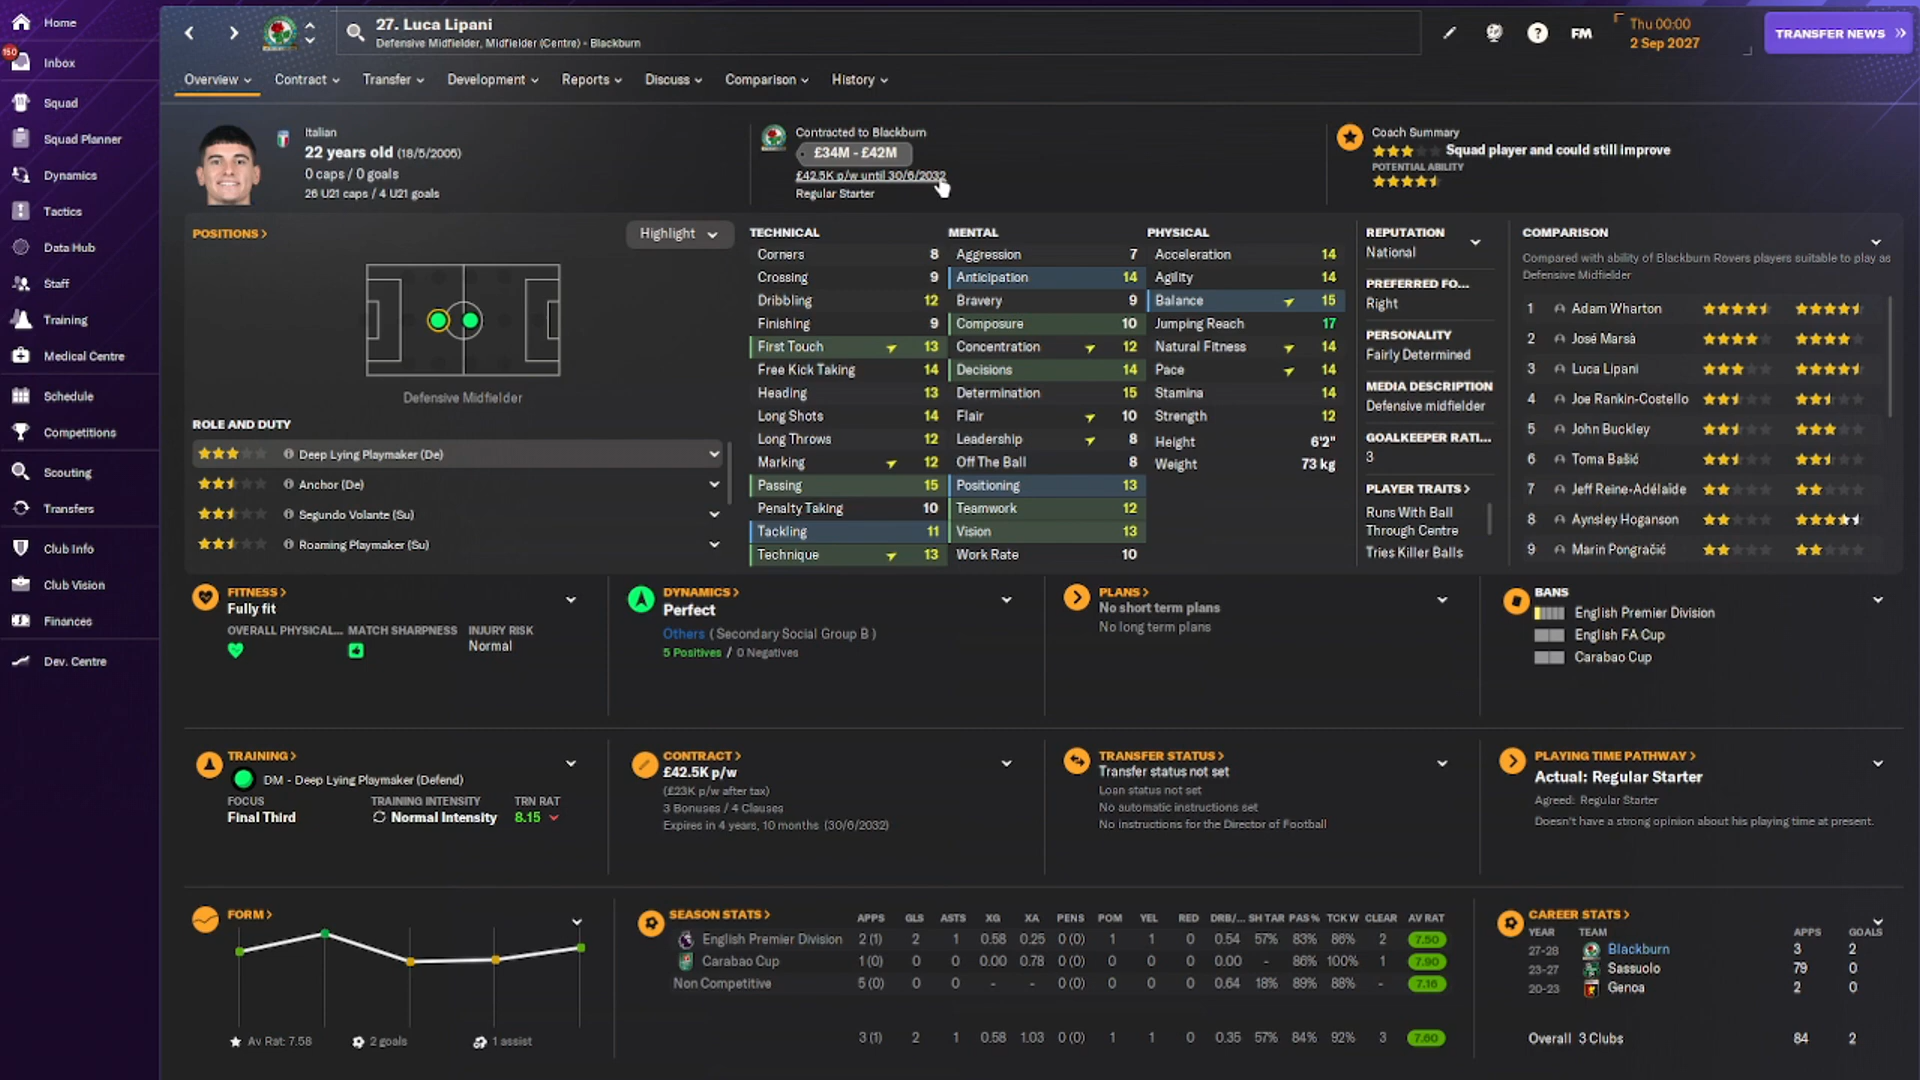 Home
150
Inbox
Squad
Squad Planner
Dynamics
Tactics
Data Hub
Staff
Training
Medical Centre
Schedule
Competitions
Scouting
Transfers
Club Info
Club Vision
Finances
Dev. Centre
27. Luca Lipani
Defensive Midfielder, Midfielder (Centre) - Blackburn
FM
Thu 00:00
2 Sep 2027
TRANSFER NEWS
Overview Contract Transfer Development Reports Discuss Comparison History
Italian
22 years old (18/5/2005)
0 caps / 0 goals
26 U21 caps / 4 U21 goals
Contracted to Blackburn
£34M - £42M
£42.5K p/w until 30/6/2032
Regular Starter
Coach Summary
Squad player and could still improve
POTENTIAL ABILITY
POSITIONS >
Highlight
Defensive Midfielder
ROLE AND DUTY
Deep Lying Playmaker (De)
Anchor (De)
Segundo Volante (Su)
Roaming Playmaker (Su)
TECHNICAL
Corners 8
Crossing 9
Dribbling 12
Finishing 9
First Touch 13
Free Kick Taking 14
Heading 13
Long Shots 14
Long Throws 12
Marking 12
Passing 15
Penalty Taking 10
Tackling 11
Technique 13
MENTAL
Aggression 7
Anticipation 14
Bravery 9
Composure 10
Concentration 12
Decisions 14
Determination 15
Flair 10
Leadership 8
Off The Ball 8
Positioning 13
Teamwork 12
Vision 13
Work Rate 10
PHYSICAL
Acceleration 14
Agility 14
Balance 15
Jumping Reach 17
Natural Fitness 14
Pace 14
Stamina 14
Strength 12
Height 6'2"
Weight 73 kg
REPUTATION
National
PREFERRED FO...
Right
PERSONALITY
Fairly Determined
MEDIA DESCRIPTION
Defensive midfielder
GOALKEEPER RATI...
3
PLAYER TRAITS >
Runs With Ball
Through Centre
Tries Killer Balls
COMPARISON
Compared with ability of Blackburn Rovers players suitable to play as
Defensive Midfielder
1 Adam Wharton
2 José Marsà
3 Luca Lipani
4 Joe Rankin-Costello
5 John Buckley
6 Toma Bašić
7 Jeff Reine-Adélaïde
8 Aynsley Hoganson
9 Marin Pongračić
FITNESS >
Fully fit
OVERALL PHYSICAL... MATCH SHARPNESS INJURY RISK
Normal
DYNAMICS >
Perfect
Others ( Secondary Social Group B )
5 Positives / 0 Negatives
PLANS >
No short term plans
No long term plans
BANS
English Premier Division
English FA Cup
Carabao Cup
TRAINING >
DM - Deep Lying Playmaker (Defend)
FOCUS TRAINING INTENSITY TRN RAT
Final Third Normal Intensity 8.15
CONTRACT >
£42.5K p/w
(£23K p/w after tax)
3 Bonuses / 4 Clauses
Expires in 4 years, 10 months (30/6/2032)
TRANSFER STATUS >
Transfer status not set
Loan status not set
No automatic instructions set
No instructions for the Director of Football
PLAYING TIME PATHWAY >
Actual: Regular Starter
Agreed: Regular Starter
Doesn't have a strong opinion about his playing time at present.
FORM >
Av Rat: 7.58 2 goals 1 assist
SEASON STATS > APPS GLS ASTS XG XA PENS POM YEL RED DRB/... SH TAR PAS % TCK W CLEAR AV RAT
English Premier Division 2 (1) 2 1 0.58 0.25 0 (0) 1 1 0 0.54 57% 83% 86% 2 7.50
Carabao Cup 1 (0) 0 0 0.00 0.78 0 (0) 0 0 0 0.00 - 86% 100% 1 7.90
Non Competitive 5 (0) 0 0 - - 0 (0) 0 0 0 0.64 18% 89% 88% - 7.16
3 (1) 2 1 0.58 1.03 0 (0) 1 1 0 0.35 57% 84% 92% 3 7.60
CAREER STATS >
YEAR TEAM APPS GOALS
27-28 Blackburn 3 2
23-27 Sassuolo 79 0
20-23 Genoa 2 0
Overall 3 Clubs 84 2